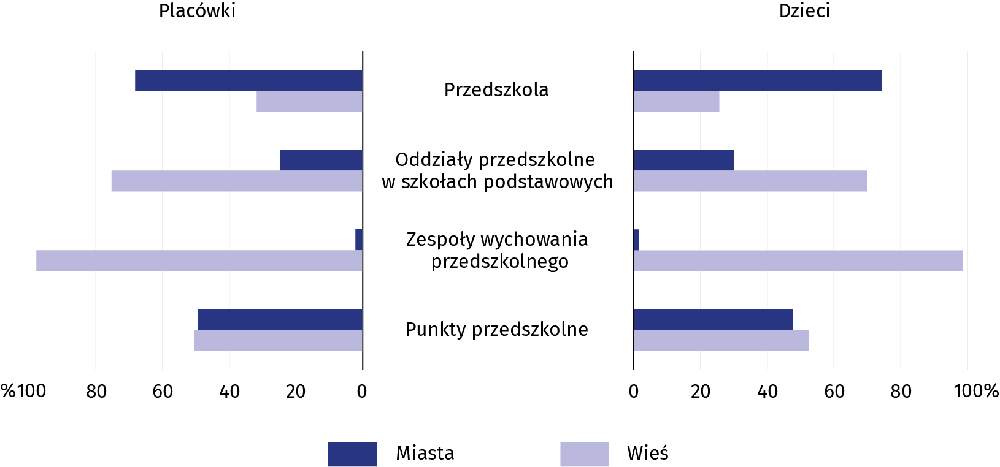 Placówki
Dzieci
Przedszkola
Oddziały przedszkolne
w szkołach podstawowych
Zespoły wychowania
przedszkolnego
Punkty przedszkolne
%100 80 60 40 20 0
0 20 40 60 80 100%
Miasta
Wieś